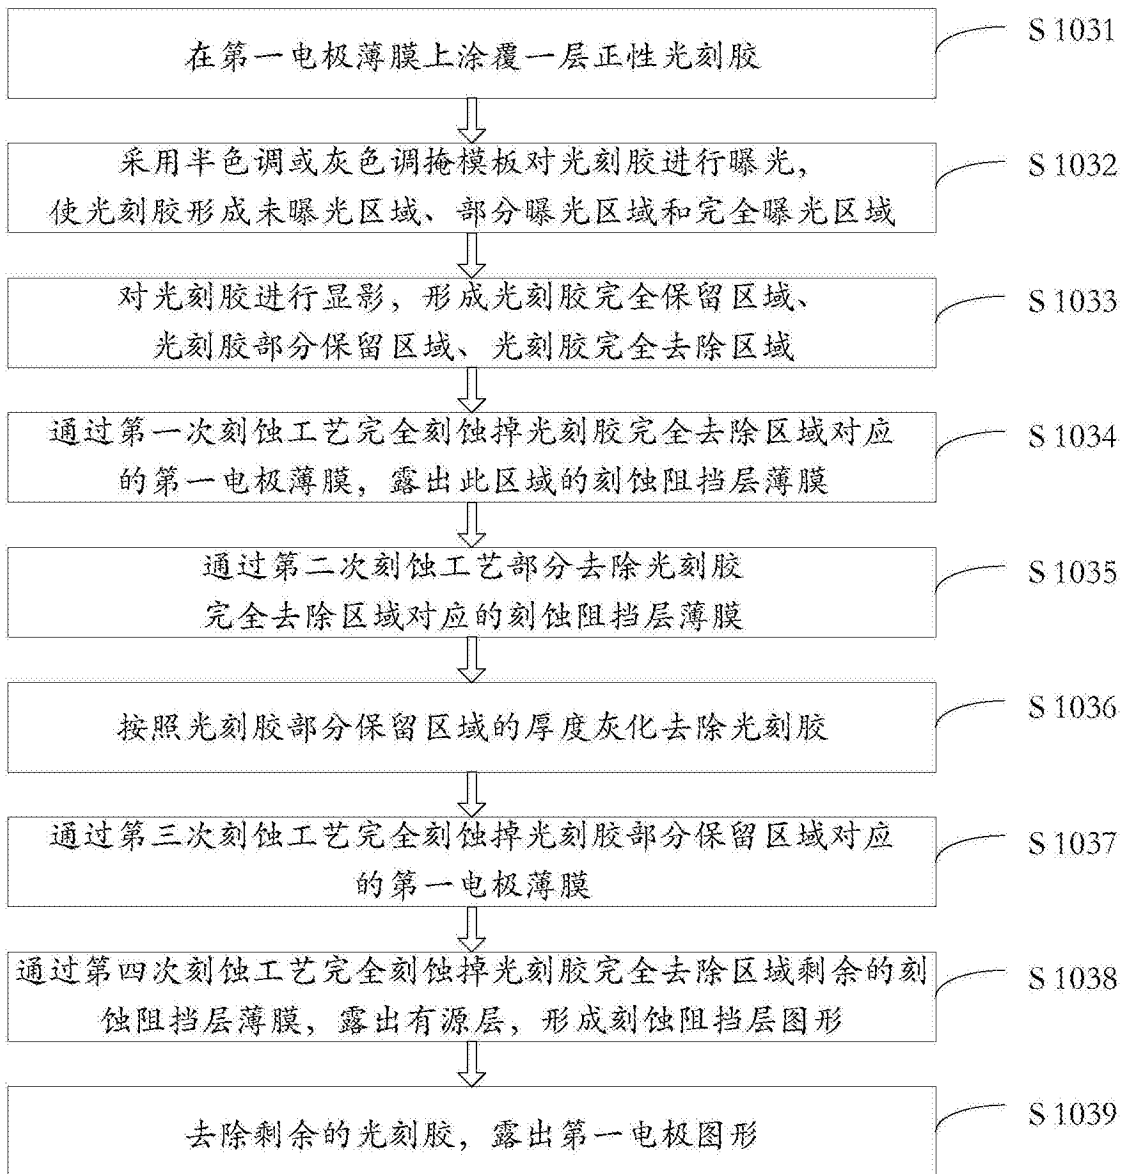 在第一电极薄膜上涂覆一层正性光刻胶
S 1031
采用半色调或灰色调掩模板对光刻胶进行曝光，
使光刻胶形成未曝光区域、部分曝光区域和完全曝光区域
S 1032
对光刻胶进行显影，形成光刻胶完全保留区域、
光刻胶部分保留区域、光刻胶完全去除区域
S 1033
通过第一次刻蚀工艺完全刻蚀掉光刻胶完全去除区域对应
的第一电极薄膜，露出此区域的刻蚀阻挡层薄膜
S 1034
通过第二次刻蚀工艺部分去除光刻胶
完全去除区域对应的刻蚀阻挡层薄膜
S 1035
按照光刻胶部分保留区域的厚度灰化去除光刻胶
S 1036
通过第三次刻蚀工艺完全刻蚀掉光刻胶部分保留区域对应
的第一电极薄膜
S 1037
通过第四次刻蚀工艺完全刻蚀掉光刻胶完全去除区域剩余的刻
蚀阻挡层薄膜，露出有源层，形成刻蚀阻挡层图形
S 1038
去除剩余的光刻胶，露出第一电极图形
S 1039